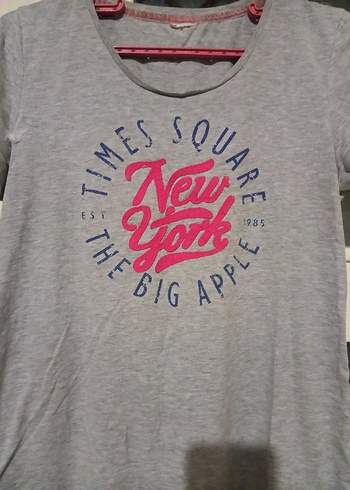 TIMES SQUARE
New
York
EST 1985
THE BIG APPLE